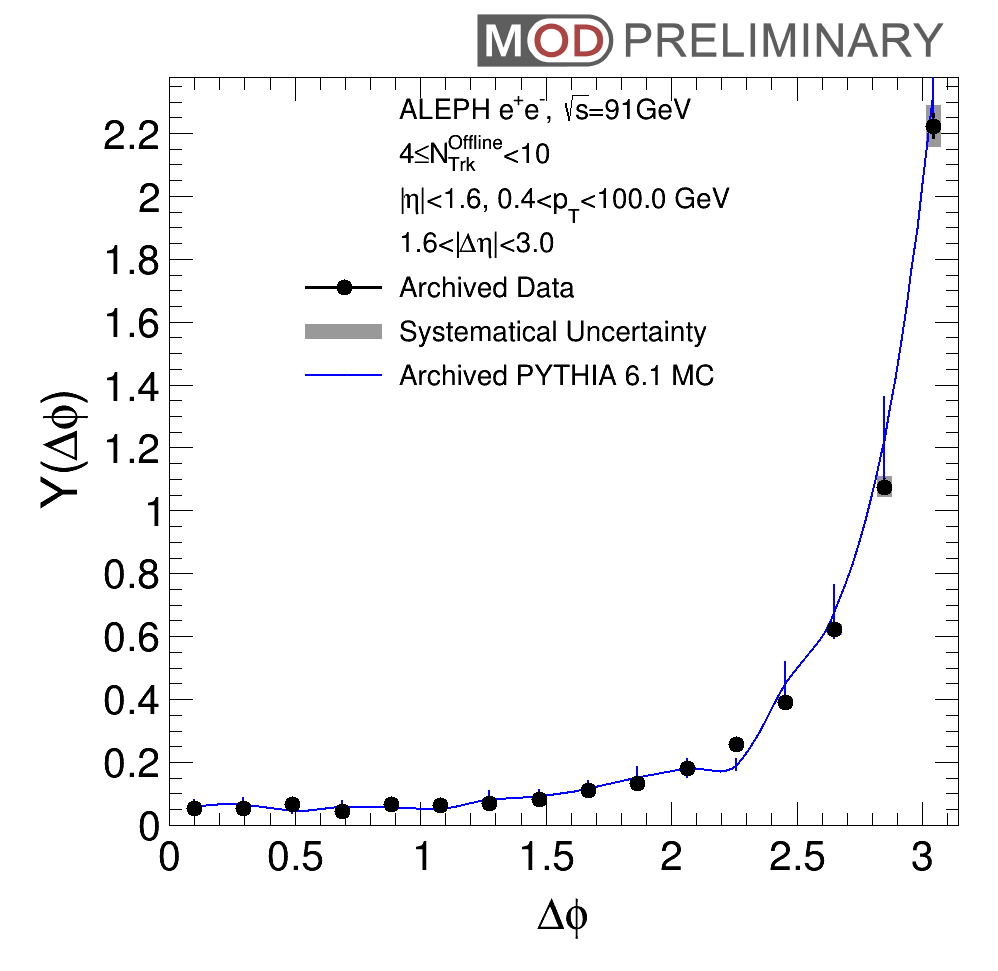 MOD PRELIMINARY
ALEPH e⁺e⁻, √s=91GeV
4≤N_Trk^Offline<10
|η|<1.6, 0.4<p_T<100.0 GeV
1.6<|Δη|<3.0
Archived Data
Systematical Uncertainty
Archived PYTHIA 6.1 MC
Y(Δϕ)
2.2
2
1.8
1.6
1.4
1.2
1
0.8
0.6
0.4
0.2
0
0 0.5 1 1.5 2 2.5 3
Δϕ